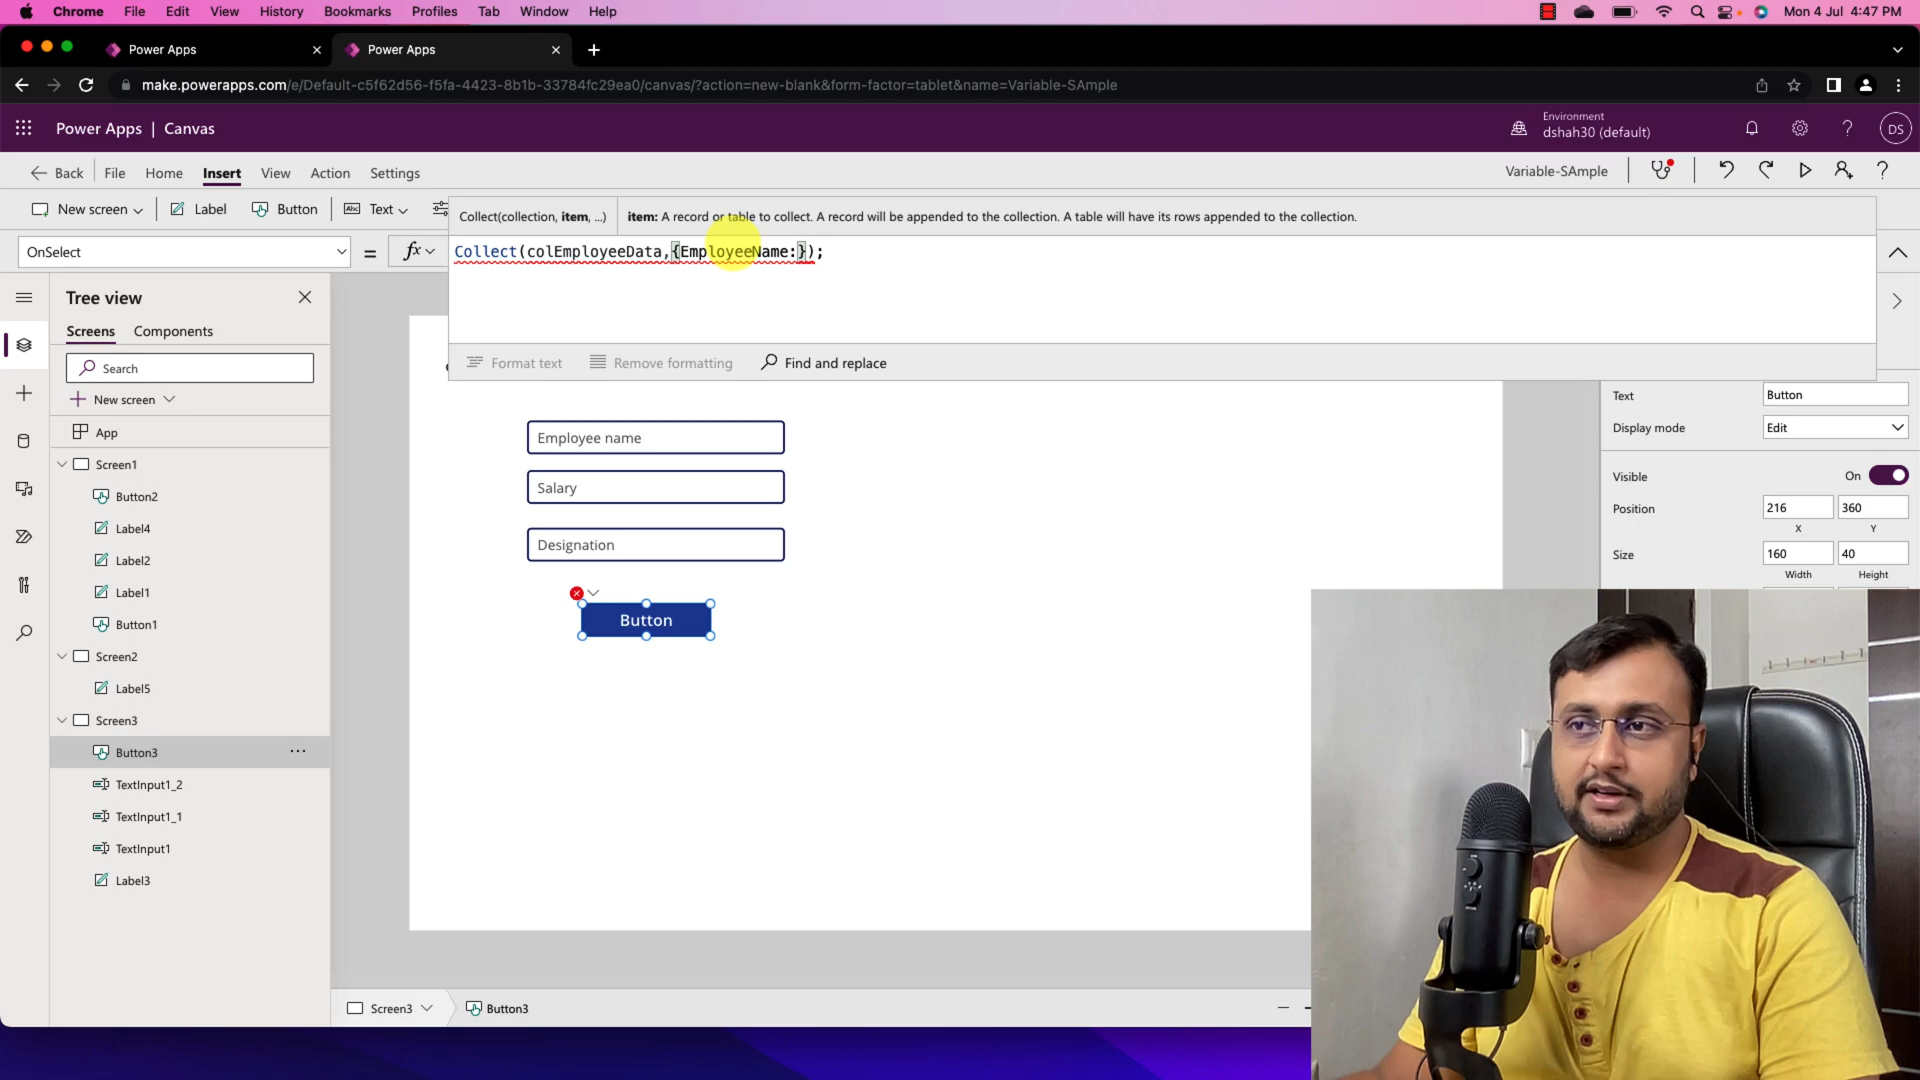 Chrome File Edit View History Bookmarks Profiles Tab Window Help Mon 4 Jul 4:47 PM
Power Apps Power Apps
make.powerapps.com/e/Default-c5f62d56-f5fa-4423-8b1b-33784fc29ea0/canvas/?action=new-blank&form-factor=tablet&name=Variable-SAmple
Power Apps | Canvas
Environment
dshah30 (default)
DS
Back File Home Insert View Action Settings Variable-SAmple
New screen Label Button Text
Collect(collection, item, ...) item: A record or table to collect. A record will be appended to the collection. A table will have its rows appended to the collection.
OnSelect = fx Collect(colEmployeeData,{EmployeeName:});
Tree view
Screens Components
Search
New screen
App
Screen1
Button2
Label4
Label2
Label1
Button1
Screen2
Label5
Screen3
Button3
TextInput1_2
TextInput1_1
TextInput1
Label3
Format text Remove formatting Find and replace
Employee name
Salary
Designation
Button
Text Button
Display mode Edit
Visible On
Position 216 360
X Y
Size 160 40
Width Height
Screen3 Button3